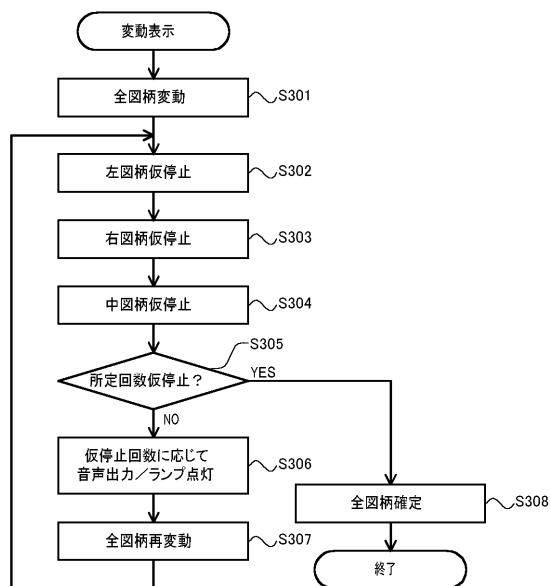 変動表示
全図柄変動
S301
左図柄仮停止
S302
右図柄仮停止
S303
中図柄仮停止
S304
S305
所定回数仮停止？
YES
NO
仮停止回数に応じて
音声出力／ランプ点灯
S306
全図柄確定
S308
全図柄再変動
S307
終了